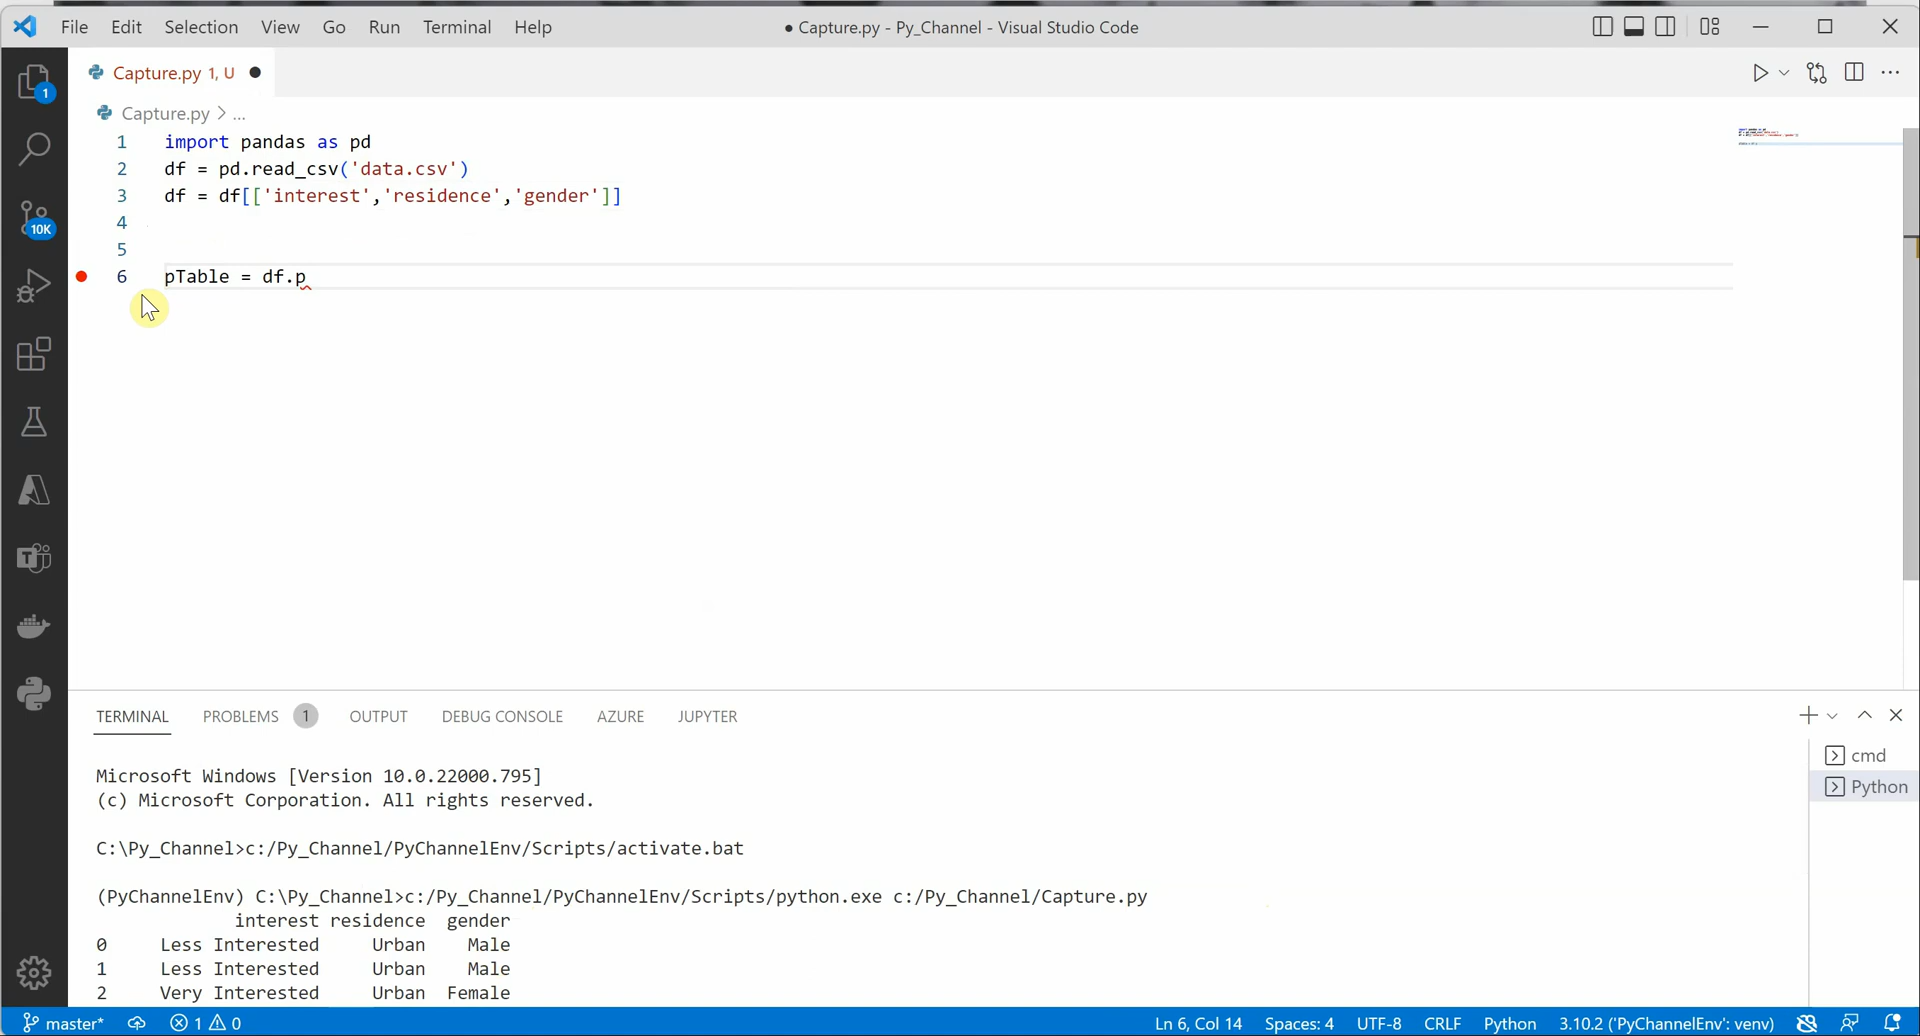 File Edit Selection View Go Run Terminal Help ● Capture.py - Py_Channel - Visual Studio Code
Capture.py 1, U ●
1
Capture.py > ...
1 import pandas as pd
2 df = pd.read_csv('data.csv')
3 df = df[['interest','residence','gender']]
4
10K
5
6 pTable = df.p
TERMINAL PROBLEMS 1 OUTPUT DEBUG CONSOLE AZURE JUPYTER
cmd
Python
Microsoft Windows [Version 10.0.22000.795]
(c) Microsoft Corporation. All rights reserved.
C:\Py_Channel>c:/Py_Channel/PyChannelEnv/Scripts/activate.bat
(PyChannelEnv) C:\Py_Channel>c:/Py_Channel/PyChannelEnv/Scripts/python.exe c:/Py_Channel/Capture.py
interest residence gender
0 Less Interested Urban Male
1 Less Interested Urban Male
2 Very Interested Urban Female
master* 1 0 Ln 6, Col 14 Spaces: 4 UTF-8 CRLF Python 3.10.2 ('PyChannelEnv': venv)